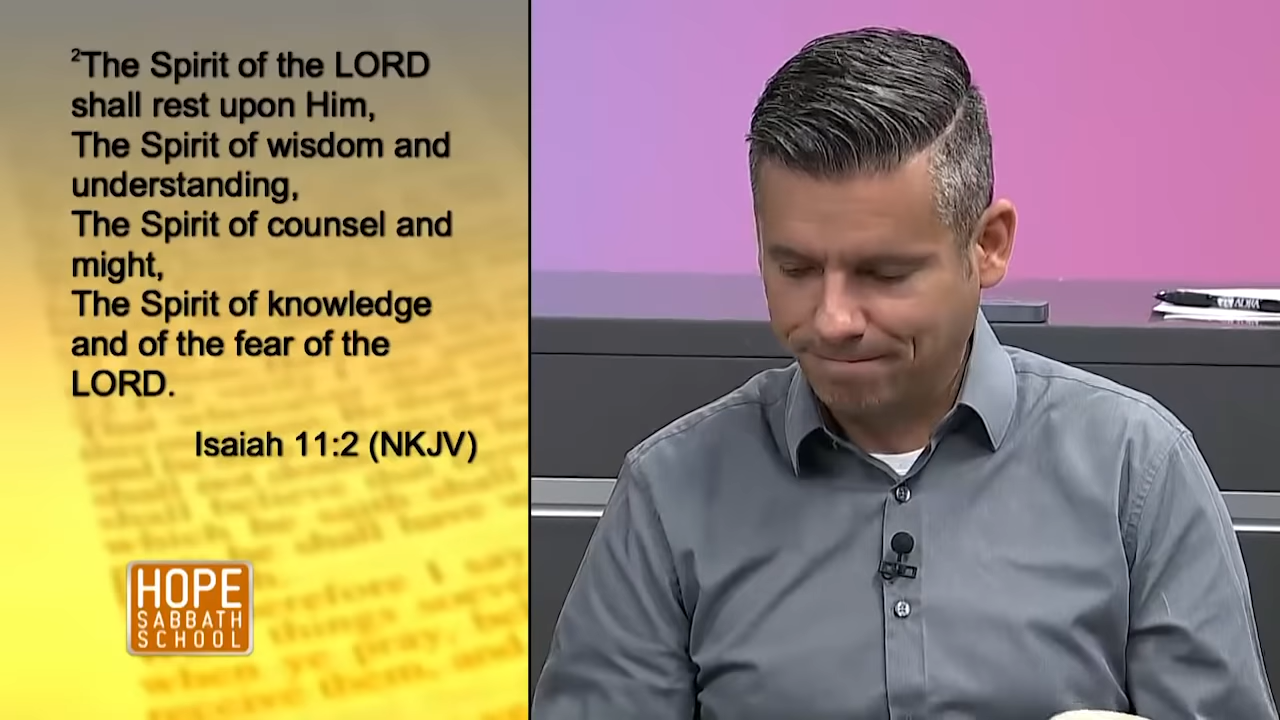 ²The Spirit of the LORD
shall rest upon Him,
The Spirit of wisdom and
understanding,
The Spirit of counsel and
might,
The Spirit of knowledge
and of the fear of the
LORD.
Isaiah 11:2 (NKJV)
HOPE
SABBATH
SCHOOL
ADRA